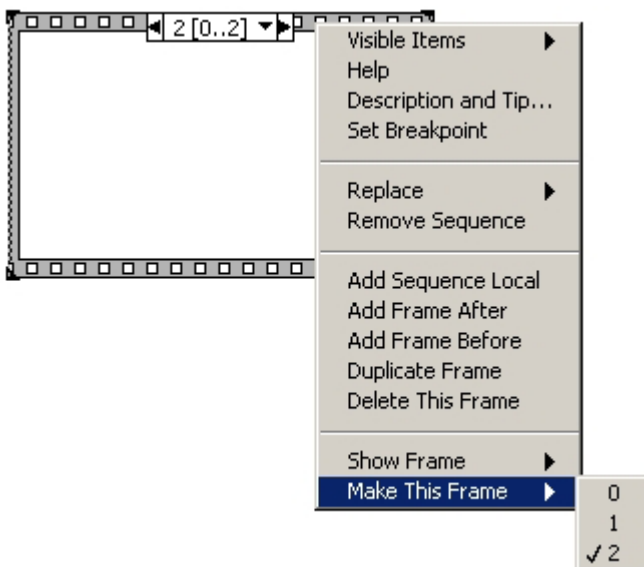 2 [0..2]
Visible Items
Help
Description and Tip...
Set Breakpoint
Replace
Remove Sequence
Add Sequence Local
Add Frame After
Add Frame Before
Duplicate Frame
Delete This Frame
Show Frame
Make This Frame
0
1
2